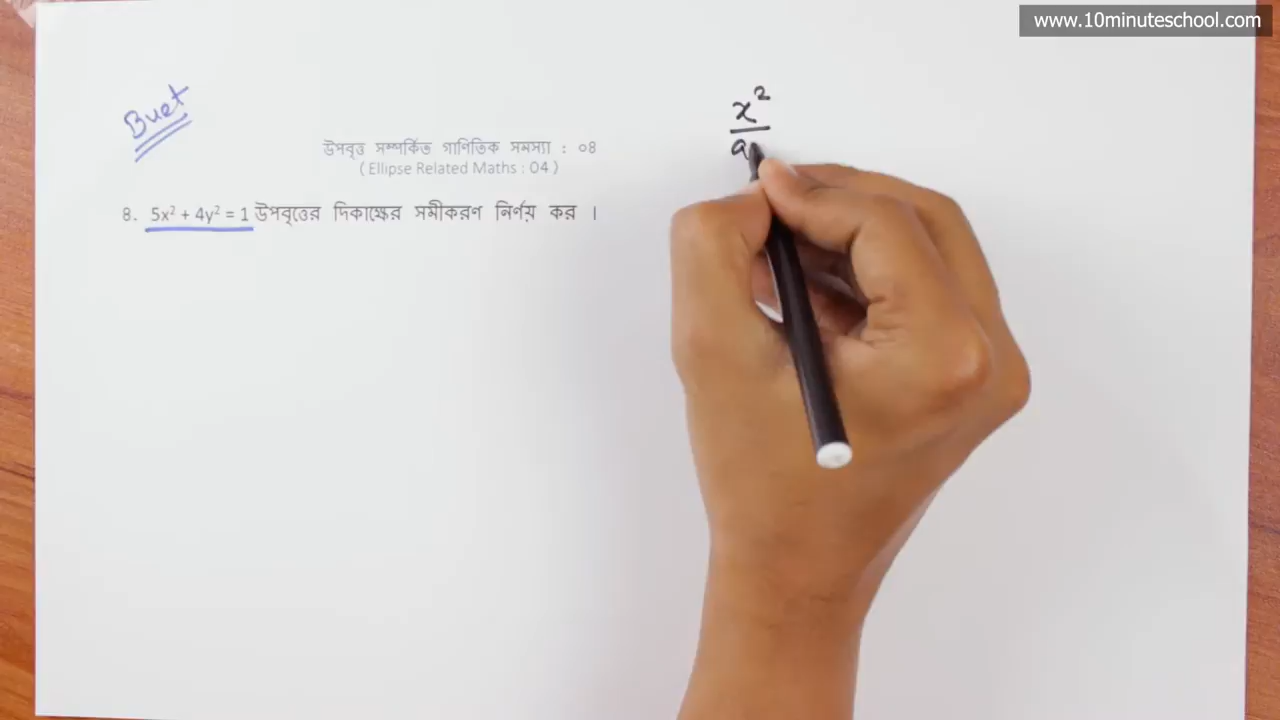 www.10minuteschool.com
Buet
উপবৃত্ত সম্পর্কিত গাণিতিক সমস্যা : ০৪
( Ellipse Related Maths : 04 )
8. 5x² + 4y² = 1 উপবৃত্তের দিকাক্ষের সমীকরণ নির্ণয় কর ।
x²
a